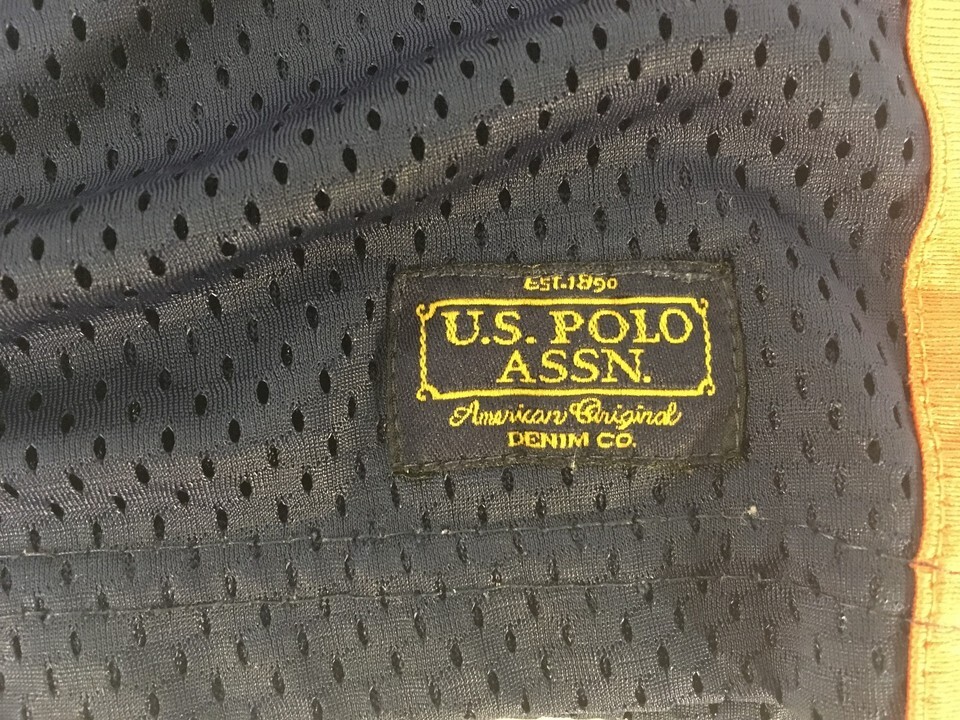 EST.1890
U.S. POLO
ASSN.
American Original
DENIM CO.